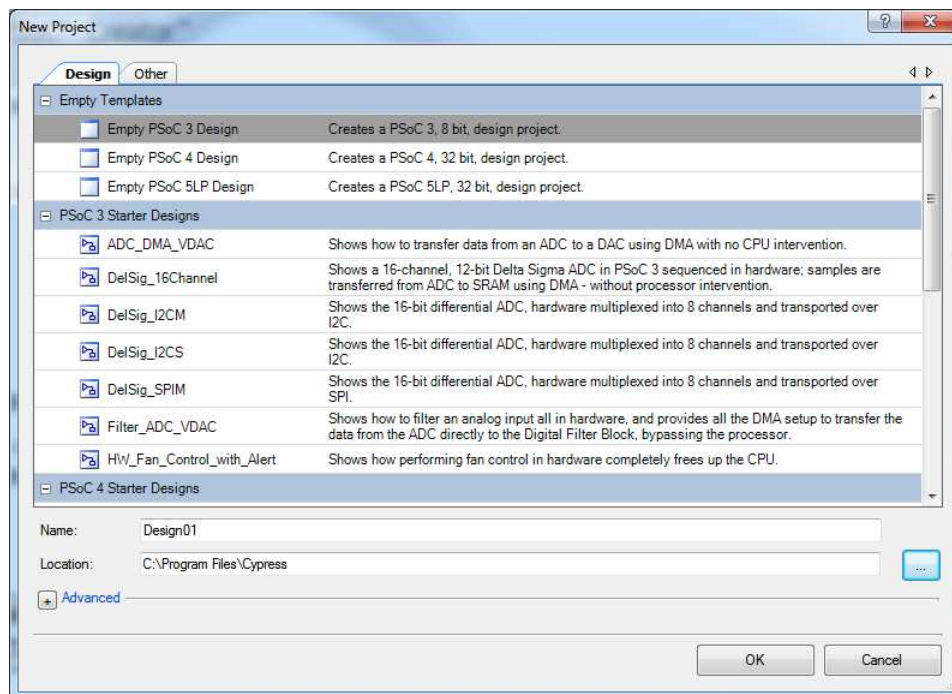 New Project
Design Other
Empty Templates
Empty PSoC 3 Design Creates a PSoC 3, 8 bit, design project.
Empty PSoC 4 Design Creates a PSoC 4, 32 bit, design project.
Empty PSoC 5LP Design Creates a PSoC 5LP, 32 bit, design project.
PSoC 3 Starter Designs
ADC_DMA_VDAC Shows how to transfer data from an ADC to a DAC using DMA with no CPU intervention.
DelSig_16Channel Shows a 16-channel, 12-bit Delta Sigma ADC in PSoC 3 sequenced in hardware; samples are
transferred from ADC to SRAM using DMA - without processor intervention.
DelSig_I2CM Shows the 16-bit differential ADC, hardware multiplexed into 8 channels and transported over
I2C.
DelSig_I2CS Shows the 16-bit differential ADC, hardware multiplexed into 8 channels and transported over
I2C.
DelSig_SPIM Shows the 16-bit differential ADC, hardware multiplexed into 8 channels and transported over
SPI.
Filter_ADC_VDAC Shows how to filter an analog input all in hardware, and provides all the DMA setup to transfer the
data from the ADC directly to the Digital Filter Block, bypassing the processor.
HW_Fan_Control_with_Alert Shows how performing fan control in hardware completely frees up the CPU.
PSoC 4 Starter Designs
Name: Design01
Location: C:\Program Files\Cypress ...
Advanced
OK Cancel